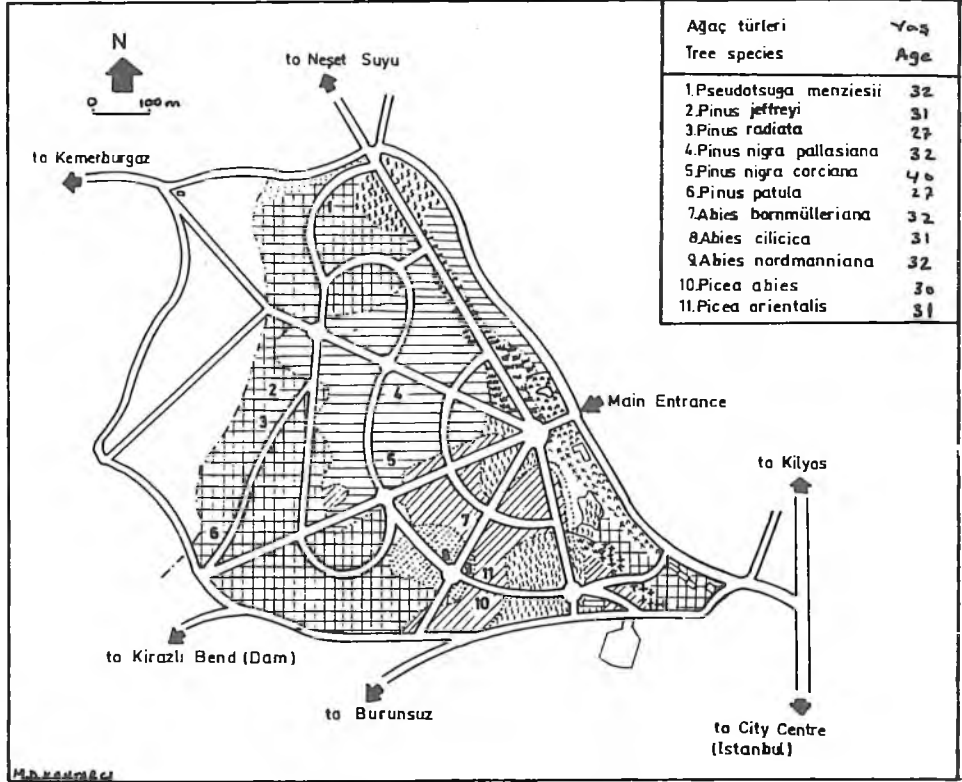 Ağaç türleri Yaş
Tree species Age
1.Pseudotsuga menziesii 32
2.Pinus jeffreyi 31
3.Pinus radiata 27
4.Pinus nigra pallasiana 32
5.Pinus nigra corciana 40
6.Pinus patula 27
7.Abies bornmülleriana 32
8.Abies cilicica 31
9.Abies nordmanniana 32
10.Picea abies 30
11.Picea orientalis 31
N
0 100m
to Neşet Suyu
to Kemerburgaz
1
2
3
4
5
6
7
8
9
11
10
Main Entrance
to Kilyos
to Kirazlı Bend (Dam)
to Burunsuz
to City Centre
(İstanbul)